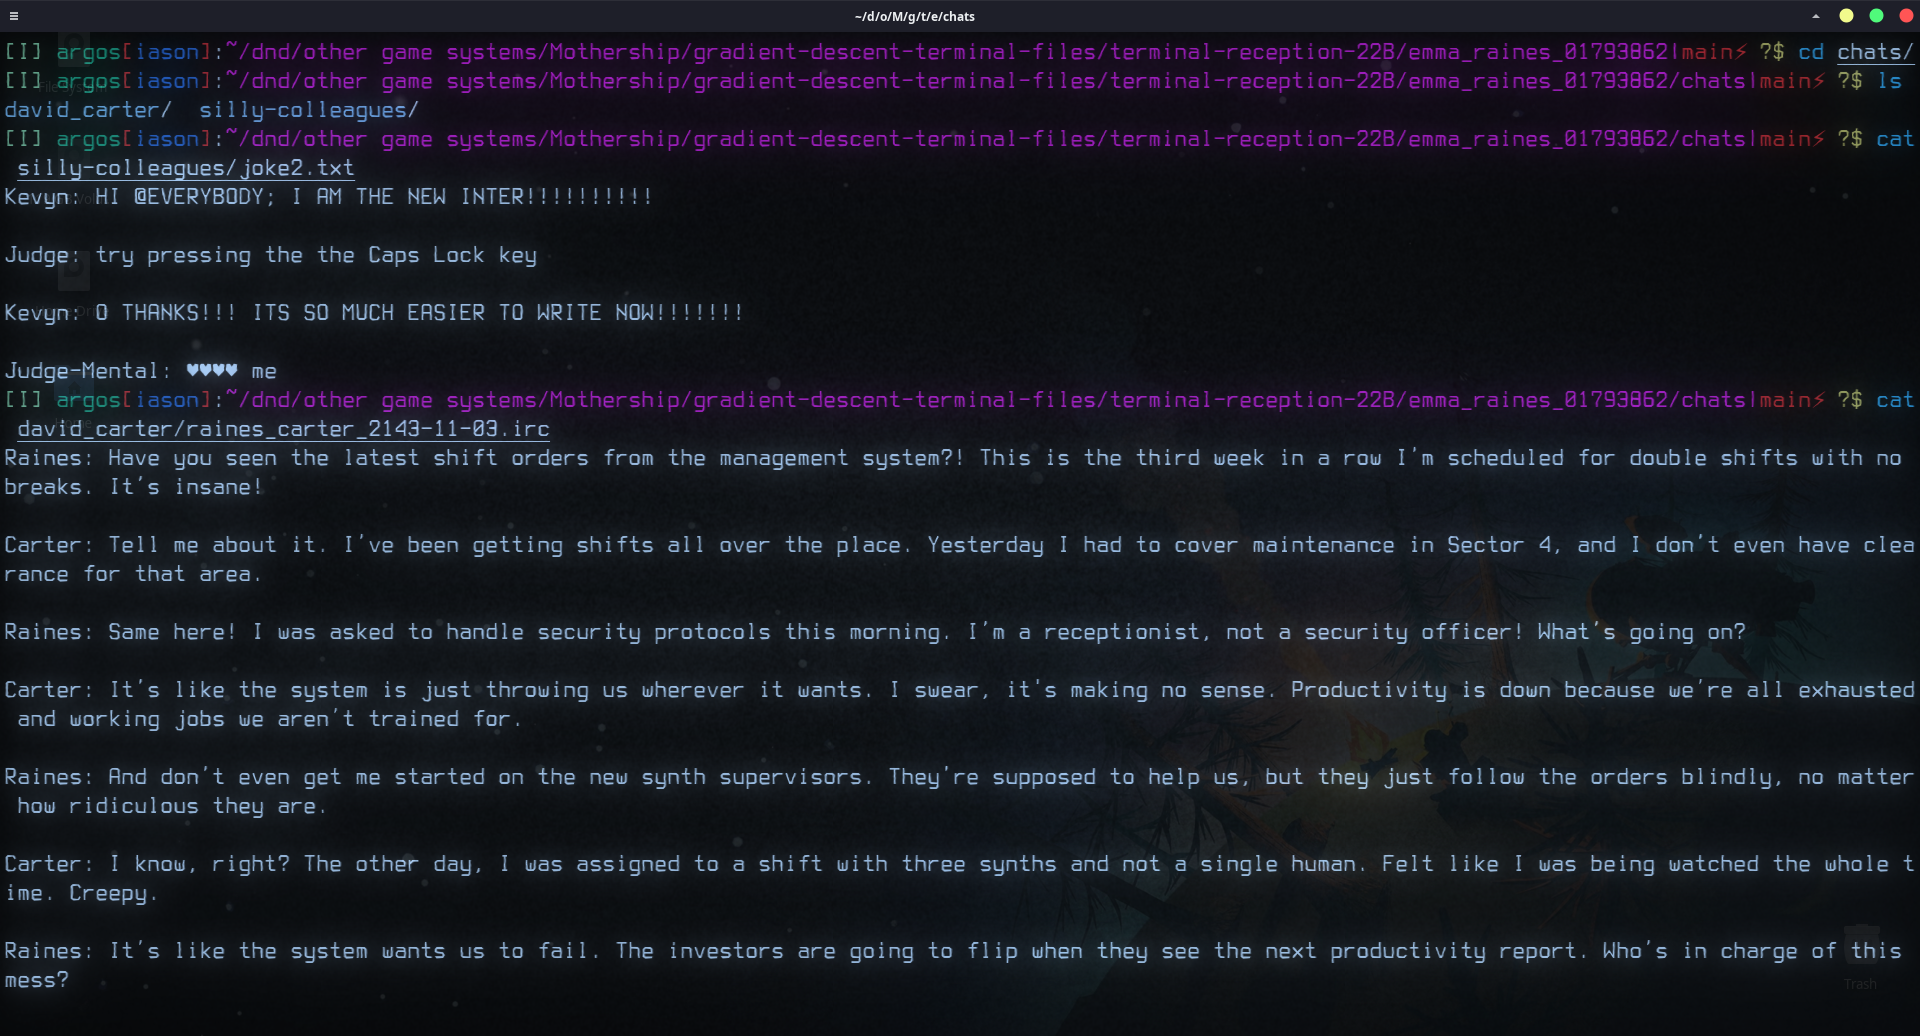 ~/d/o/M/g/t/e/chats
[I] argos[iason]:~/dnd/other game systems/Mothership/gradient-descent-terminal-files/terminal-reception-22B/emma_raines_01793862|main⚡ ?$ cd chats/
[I] argos[iason]:~/dnd/other game systems/Mothership/gradient-descent-terminal-files/terminal-reception-22B/emma_raines_01793862/chats|main⚡ ?$ ls
david_carter/  silly-colleagues/
[I] argos[iason]:~/dnd/other game systems/Mothership/gradient-descent-terminal-files/terminal-reception-22B/emma_raines_01793862/chats|main⚡ ?$ cat
silly-colleagues/joke2.txt
Kevyn: HI @EVERYBODY; I AM THE NEW INTER!!!!!!!!!!
Judge: try pressing the the Caps Lock key
Kevyn: O THANKS!!! ITS SO MUCH EASIER TO WRITE NOW!!!!!!!
Judge-Mental: ♥♥♥♥ me
[I] argos[iason]:~/dnd/other game systems/Mothership/gradient-descent-terminal-files/terminal-reception-22B/emma_raines_01793862/chats|main⚡ ?$ cat
david_carter/raines_carter_2143-11-03.irc
Raines: Have you seen the latest shift orders from the management system?! This is the third week in a row I'm scheduled for double shifts with no
breaks. It's insane!
Carter: Tell me about it. I've been getting shifts all over the place. Yesterday I had to cover maintenance in Sector 4, and I don't even have clea
rance for that area.
Raines: Same here! I was asked to handle security protocols this morning. I'm a receptionist, not a security officer! What's going on?
Carter: It's like the system is just throwing us wherever it wants. I swear, it's making no sense. Productivity is down because we're all exhausted
and working jobs we aren't trained for.
Raines: And don't even get me started on the new synth supervisors. They're supposed to help us, but they just follow the orders blindly, no matter
how ridiculous they are.
Carter: I know, right? The other day, I was assigned to a shift with three synths and not a single human. Felt like I was being watched the whole t
ime. Creepy.
Raines: It's like the system wants us to fail. The investors are going to flip when they see the next productivity report. Who's in charge of this
mess?
Trash